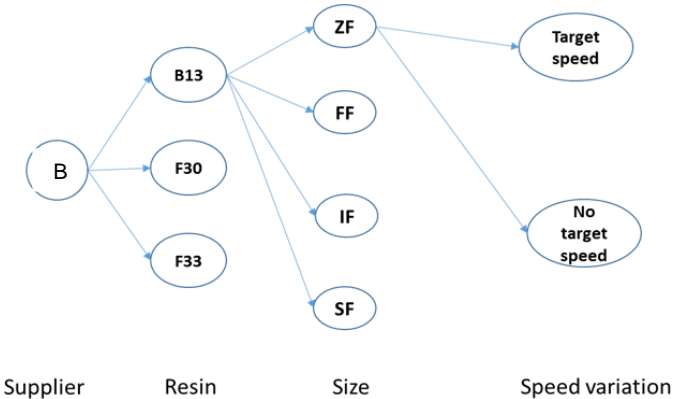 ZF
Target
speed
B13
FF
B
F30
IF
No
target
speed
F33
SF
Supplier
Resin
Size
Speed variation